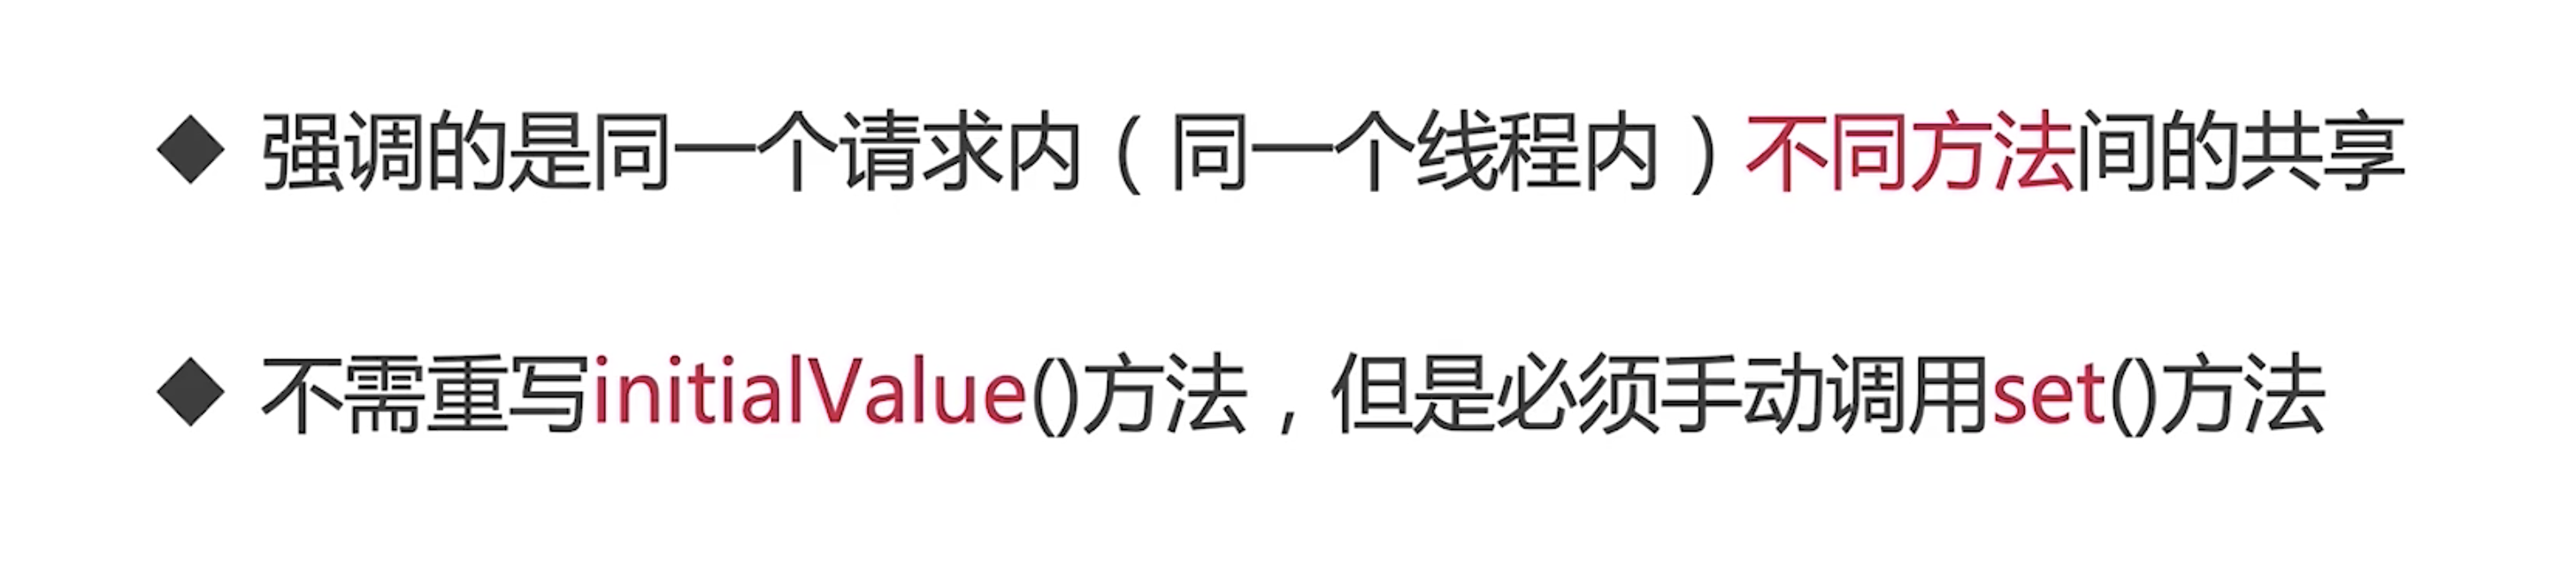 ◆ 强调的是同一个请求内（同一个线程内）不同方法间的共享
◆ 不需重写initialValue()方法，但是必须手动调用set()方法